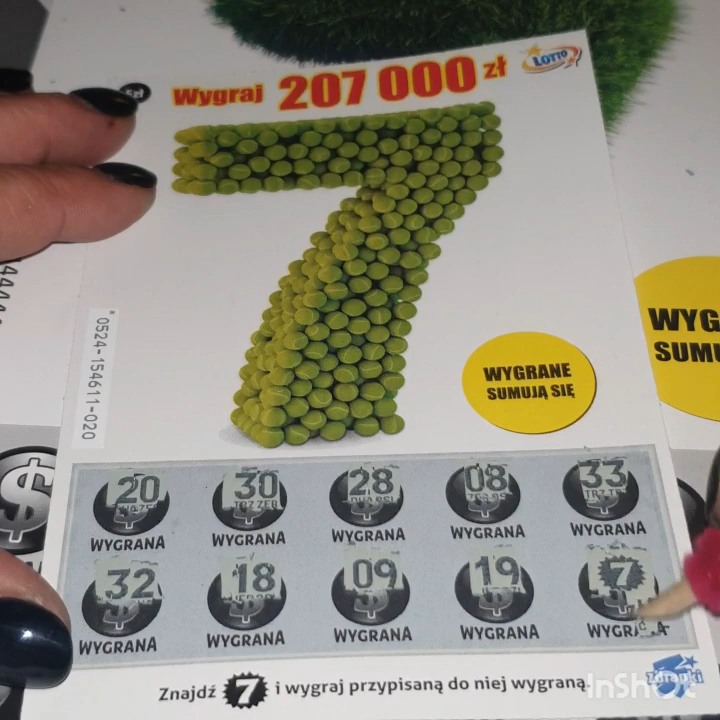 Wygraj 207 000 zł
LOTTO
0524-154611-020
WYGRANE
SUMUJĄ SIĘ
20 30 28 08 33
WYGRANA WYGRANA WYGRANA WYGRANA WYGRANA
32 18 09 19 7
WYGRANA WYGRANA WYGRANA WYGRANA
Znajdź 7 i wygraj przypisaną do niej wygraną.
Zdrapki